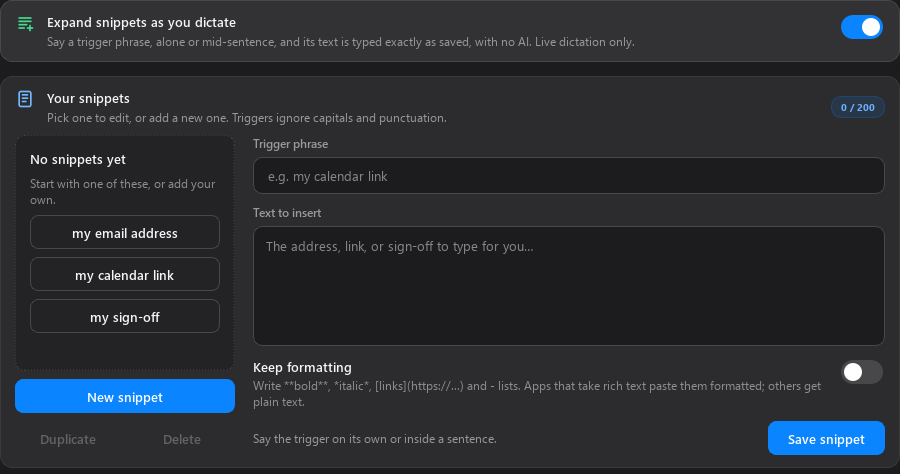 Expand snippets as you dictate
Say a trigger phrase, alone or mid-sentence, and its text is typed exactly as saved, with no AI. Live dictation only.
Your snippets
Pick one to edit, or add a new one. Triggers ignore capitals and punctuation.
0 / 200
No snippets yet
Start with one of these, or add your
own.
my email address
my calendar link
my sign-off
New snippet
Duplicate
Delete
Trigger phrase
e.g. my calendar link
Text to insert
The address, link, or sign-off to type for you...
Keep formatting
Write **bold**, *italic*, [links](https://...) and - lists. Apps that take rich text paste them formatted; others get
plain text.
Say the trigger on its own or inside a sentence.
Save snippet